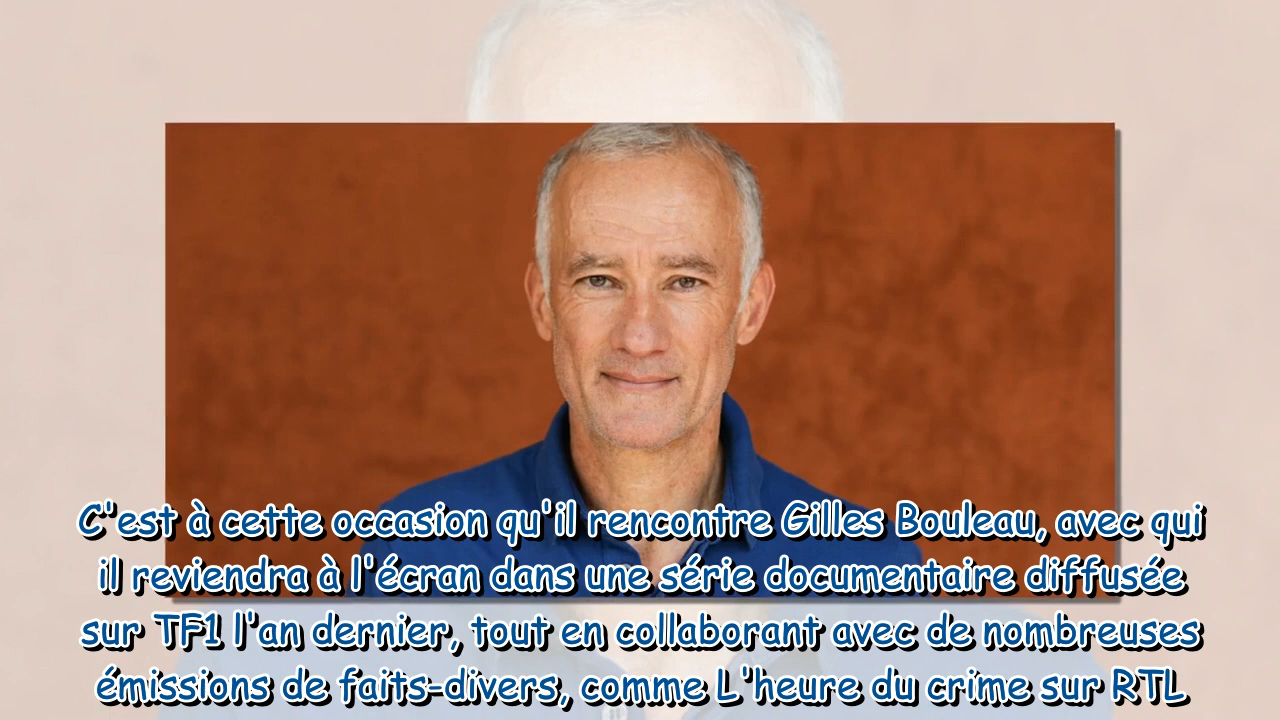 C'est à cette occasion qu'il rencontre Gilles Bouleau, avec qui
il reviendra à l'écran dans une série documentaire diffusée
sur TF1 l'an dernier, tout en collaborant avec de nombreuses
émissions de faits-divers, comme L'heure du crime sur RTL